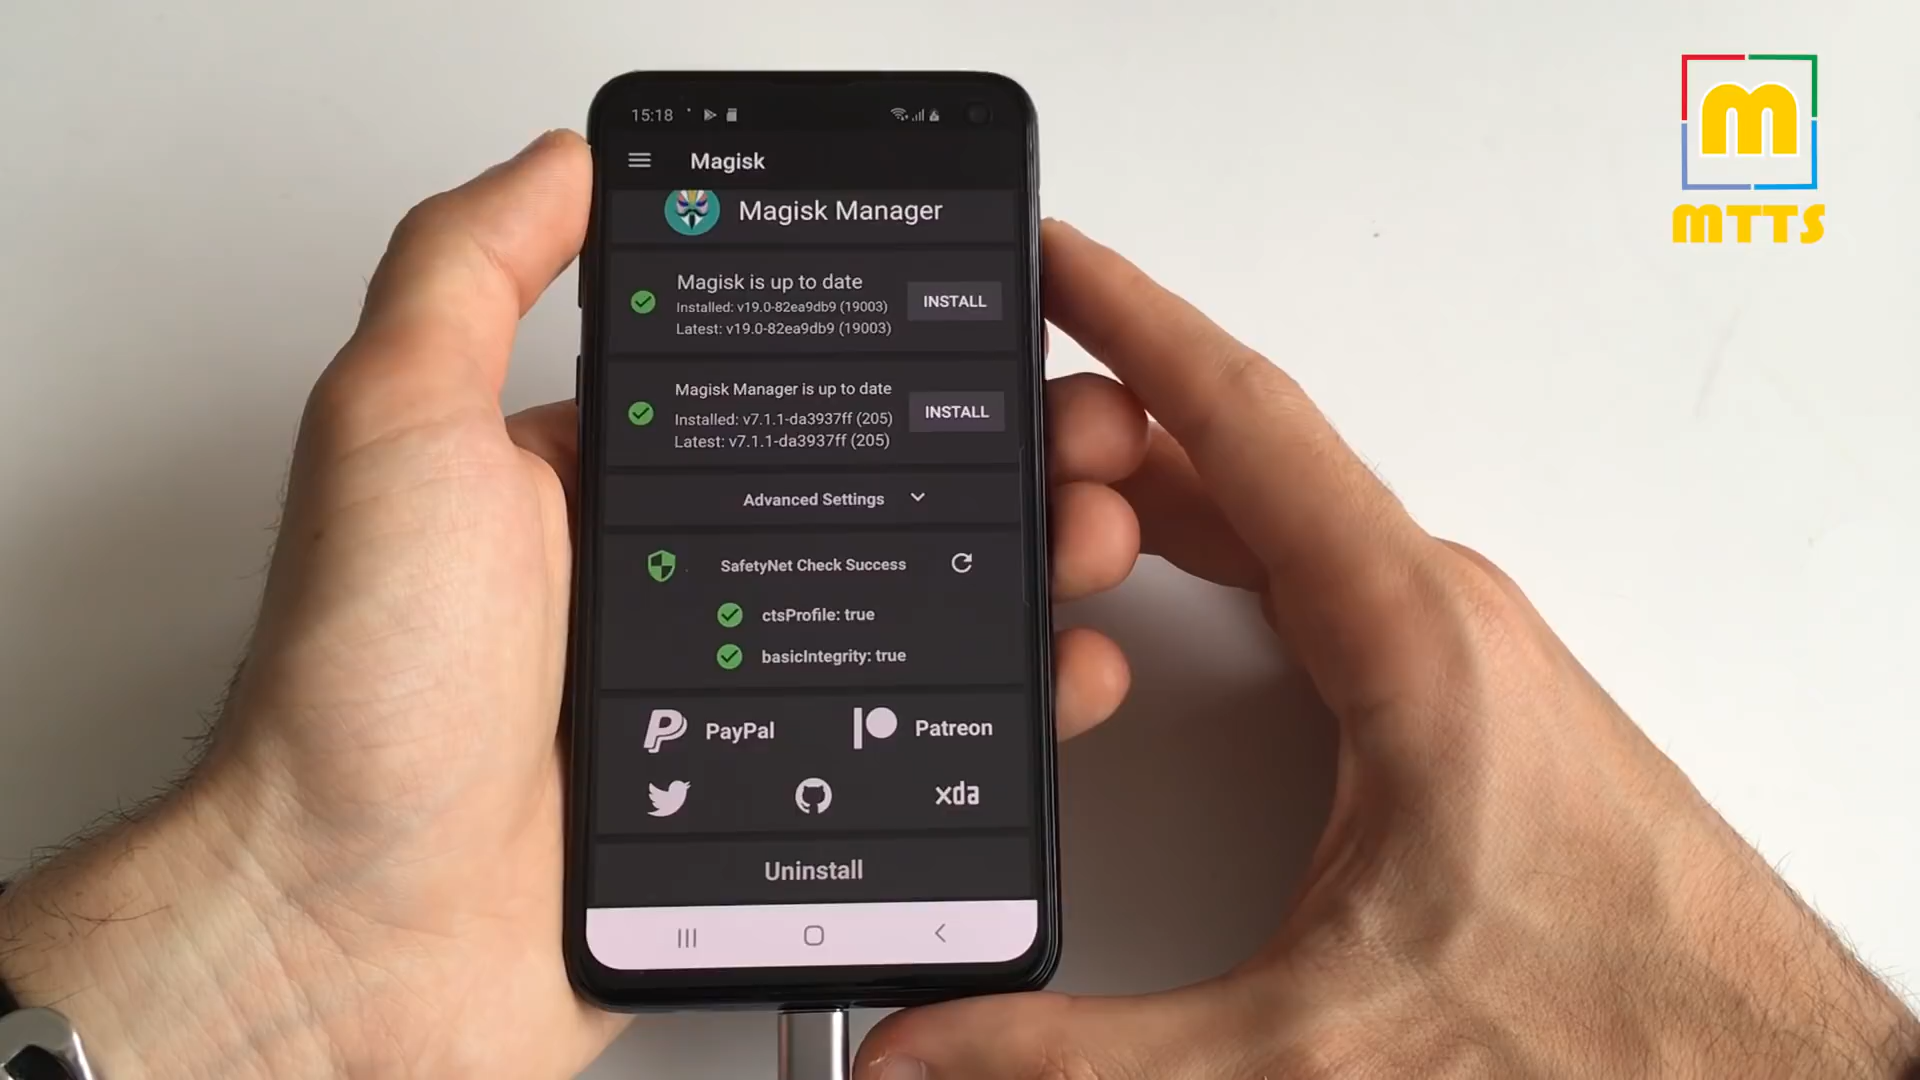 15:18
Magisk
Magisk Manager
Magisk is up to date
Installed: v19.0-82ea9db9 (19003)
Latest: v19.0-82ea9db9 (19003)
INSTALL
Magisk Manager is up to date
Installed: v7.1.1-da3937ff (205)
Latest: v7.1.1-da3937ff (205)
INSTALL
Advanced Settings
SafetyNet Check Success
ctsProfile: true
basicIntegrity: true
PayPal
Patreon
xda
Uninstall
M
MTTS